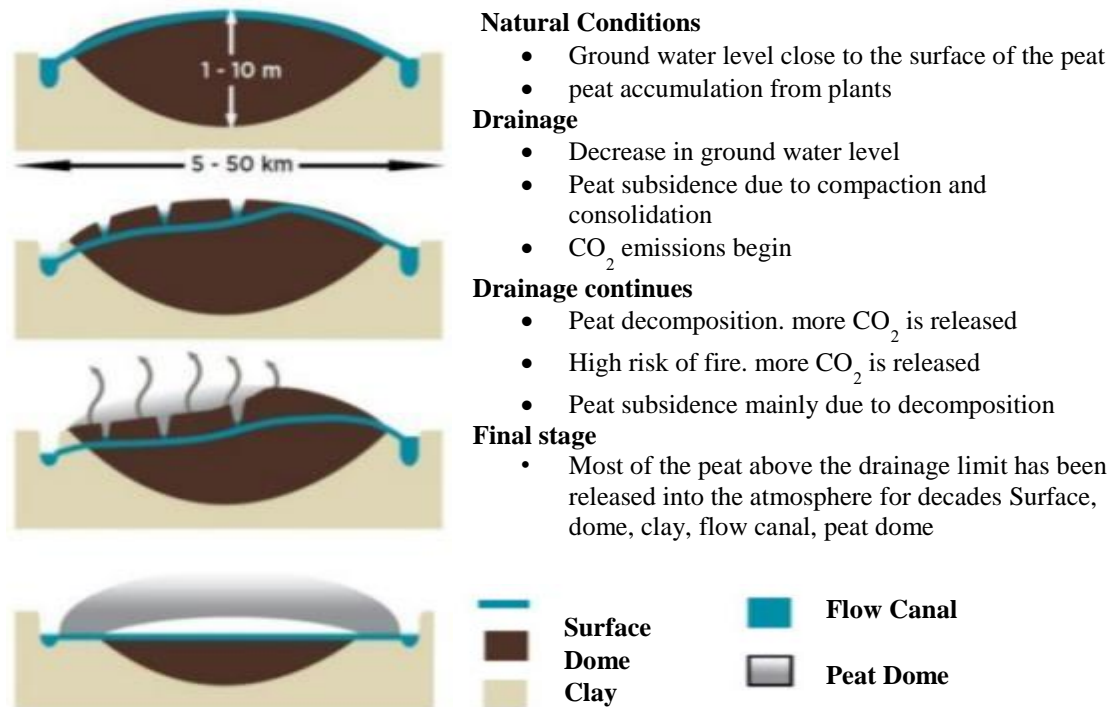 1 - 10 m
5 - 50 km
Natural Conditions
• Ground water level close to the surface of the peat
• peat accumulation from plants
Drainage
• Decrease in ground water level
• Peat subsidence due to compaction and
consolidation
• CO₂ emissions begin
Drainage continues
• Peat decomposition. more CO₂ is released
• High risk of fire. more CO₂ is released
• Peat subsidence mainly due to decomposition
Final stage
• Most of the peat above the drainage limit has been
released into the atmosphere for decades Surface,
dome, clay, flow canal, peat dome
Surface
Dome
Clay
Flow Canal
Peat Dome